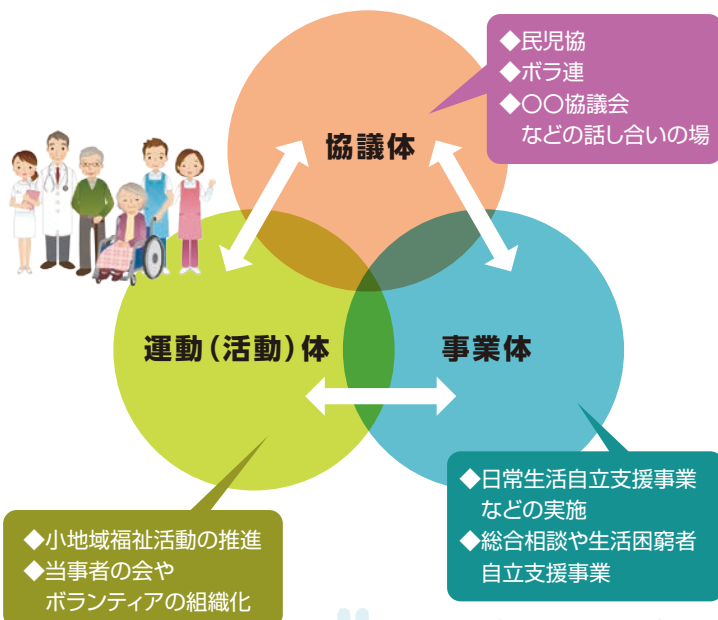 ◆民児協
◆ボラ連
◆〇〇協議会
などの話し合いの場
協議体
運動（活動）体
事業体
◆日常生活自立支援事業
などの実施
◆総合相談や生活困窮者
自立支援事業
◆小地域福祉活動の推進
◆当事者の会や
ボランティアの組織化